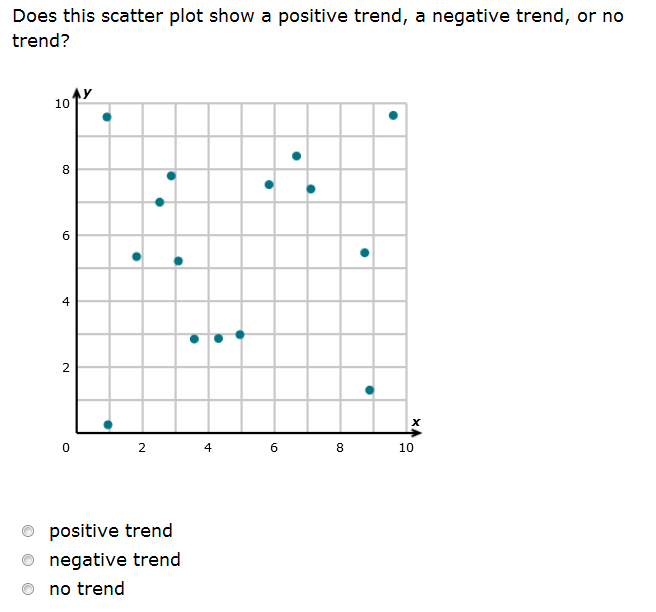 Does this scatter plot show a positive trend, a negative trend, or no
trend?
y
10
8
6
4
2
x
0 2 4 6 8 10
positive trend
negative trend
no trend